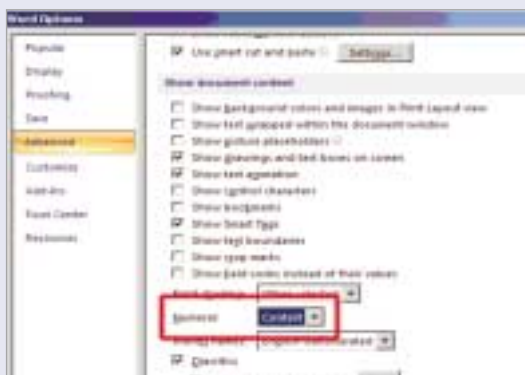 Word Options
Popular
Display
Proofing
Save
Advanced
Customize
Add-Ins
Trust Center
Resources
Use smart cut and paste
Settings...
Show document content
Show background colors and images in Print Layout view
Show text wrapped within the document window
Show picture placeholders
Show drawings and text boxes on screen
Show text animation
Show control characters
Show bookmarks
Show Smart Tags
Show text boundaries
Show crop marks
Show field codes instead of their values
Numeral: Context
Diacritics